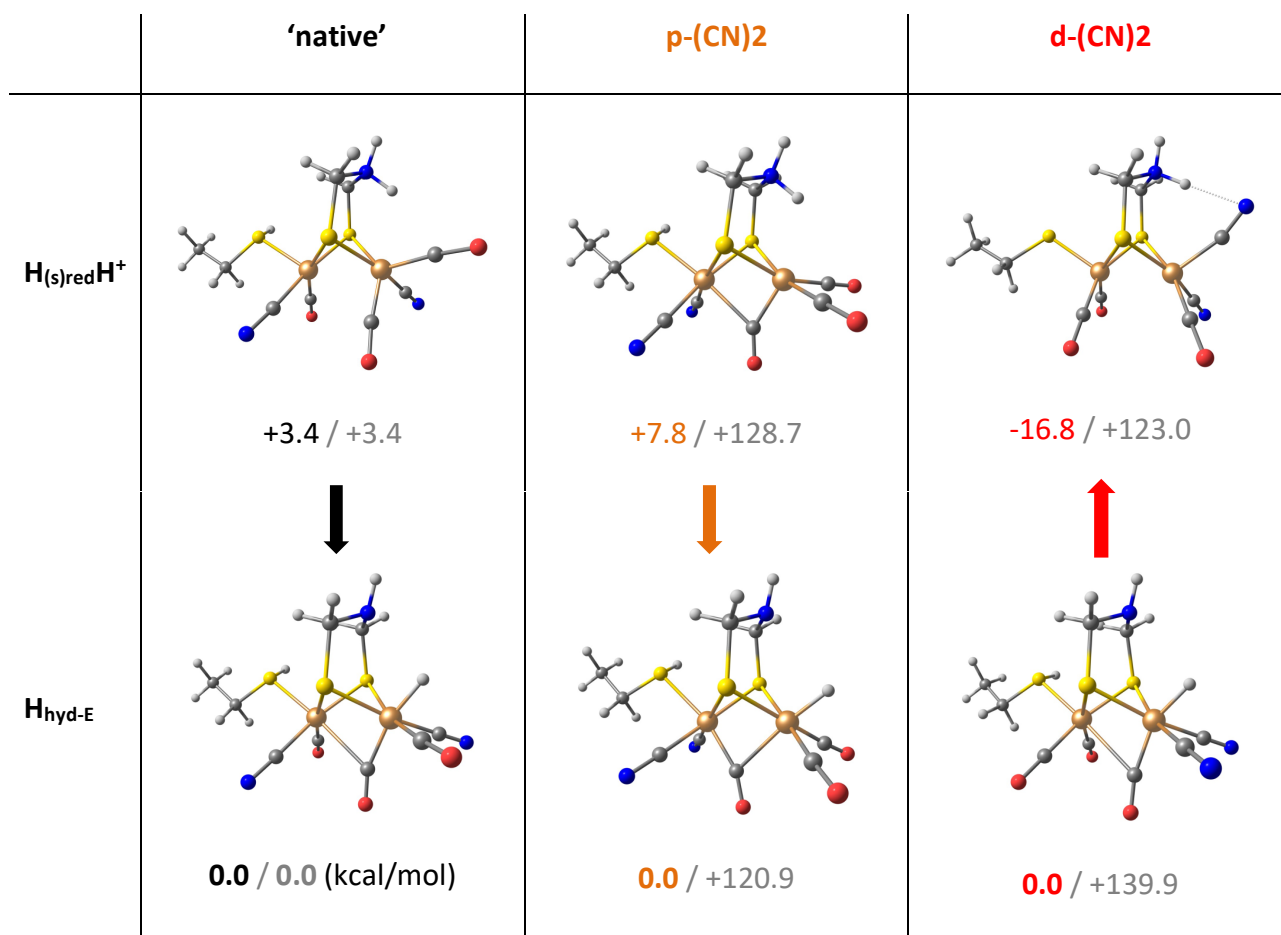 ‘native’ p-(CN)2 d-(CN)2
H(s)redH+
+3.4 / +3.4 +7.8 / +128.7 -16.8 / +123.0
Hhyd-E
0.0 / 0.0 (kcal/mol) 0.0 / +120.9 0.0 / +139.9